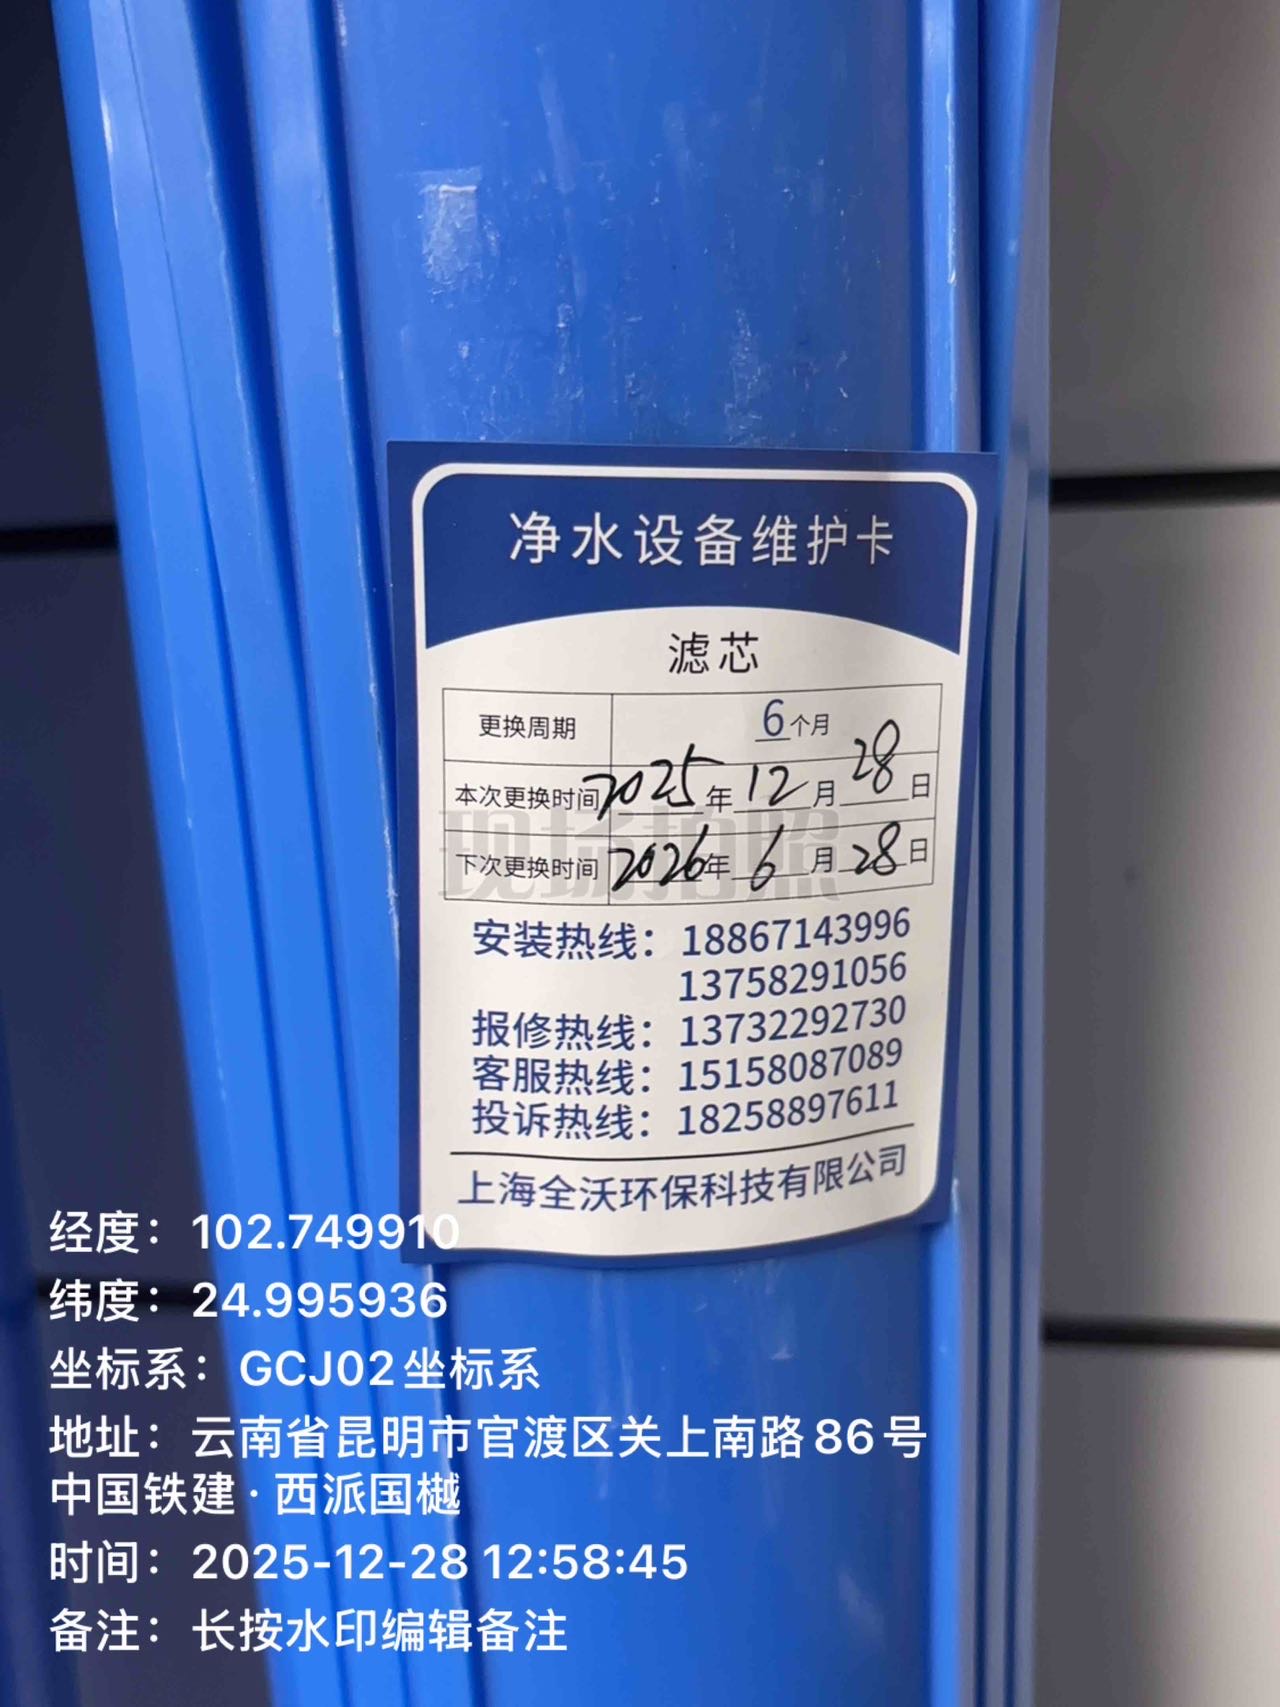 净水设备维护卡
滤芯
更换周期 6个月
本次更换时间 2025年12月28日
下次更换时间 2026年6月28日
现场拍照
安装热线：18867143996
13758291056
报修热线：13732292730
客服热线：15158087089
投诉热线：18258897611
上海全沃环保科技有限公司
经度：102.749910
纬度：24.995936
坐标系：GCJ02坐标系
地址：云南省昆明市官渡区关上南路86号
中国铁建·西派国樾
时间：2025-12-28 12:58:45
备注：长按水印编辑备注